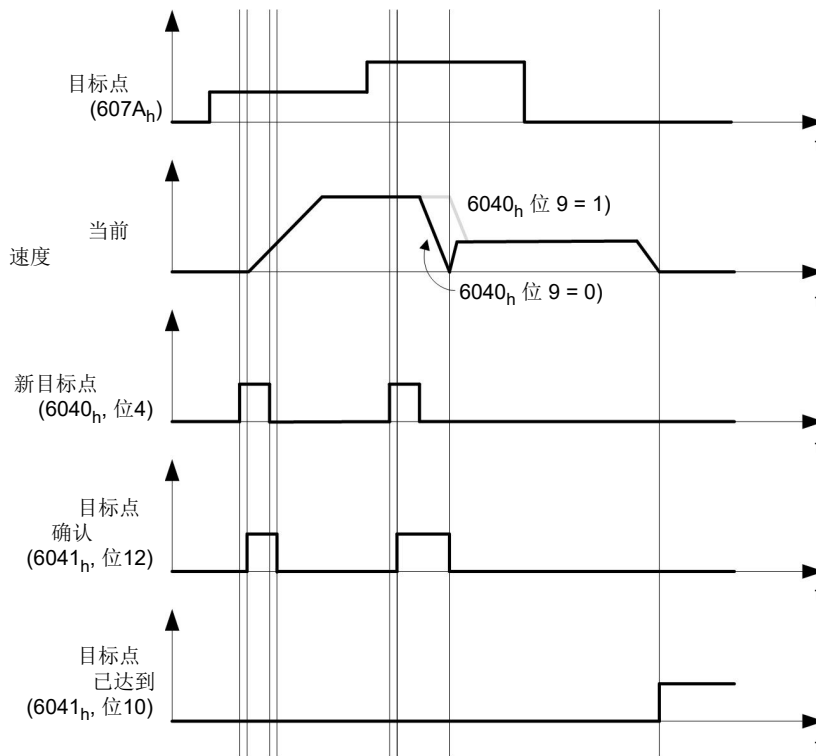 目标点
(607Ah)
当前
速度
6040h 位 9 = 1)
6040h 位 9 = 0)
新目标点
(6040h, 位4)
目标点
确认
(6041h, 位12)
目标点
已达到
(6041h, 位10)